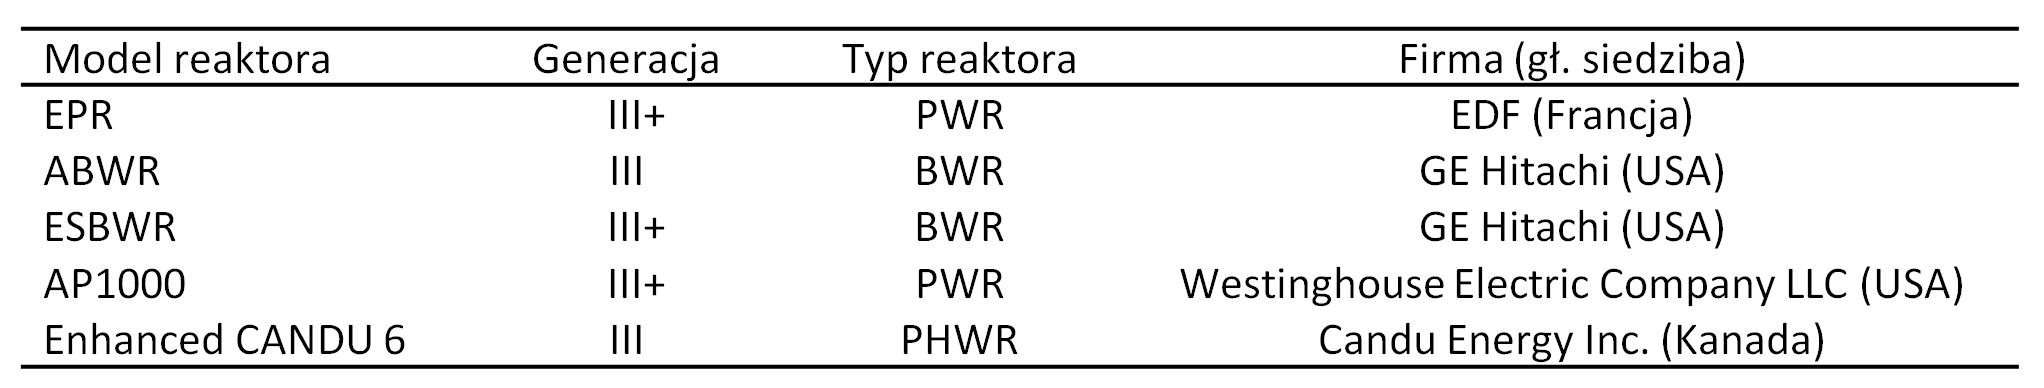 Model reaktora Generacja Typ reaktora Firma (gł. siedziba)
EPR III+ PWR EDF (Francja)
ABWR III BWR GE Hitachi (USA)
ESBWR III+ BWR GE Hitachi (USA)
AP1000 III+ PWR Westinghouse Electric Company LLC (USA)
Enhanced CANDU 6 III PHWR Candu Energy Inc. (Kanada)